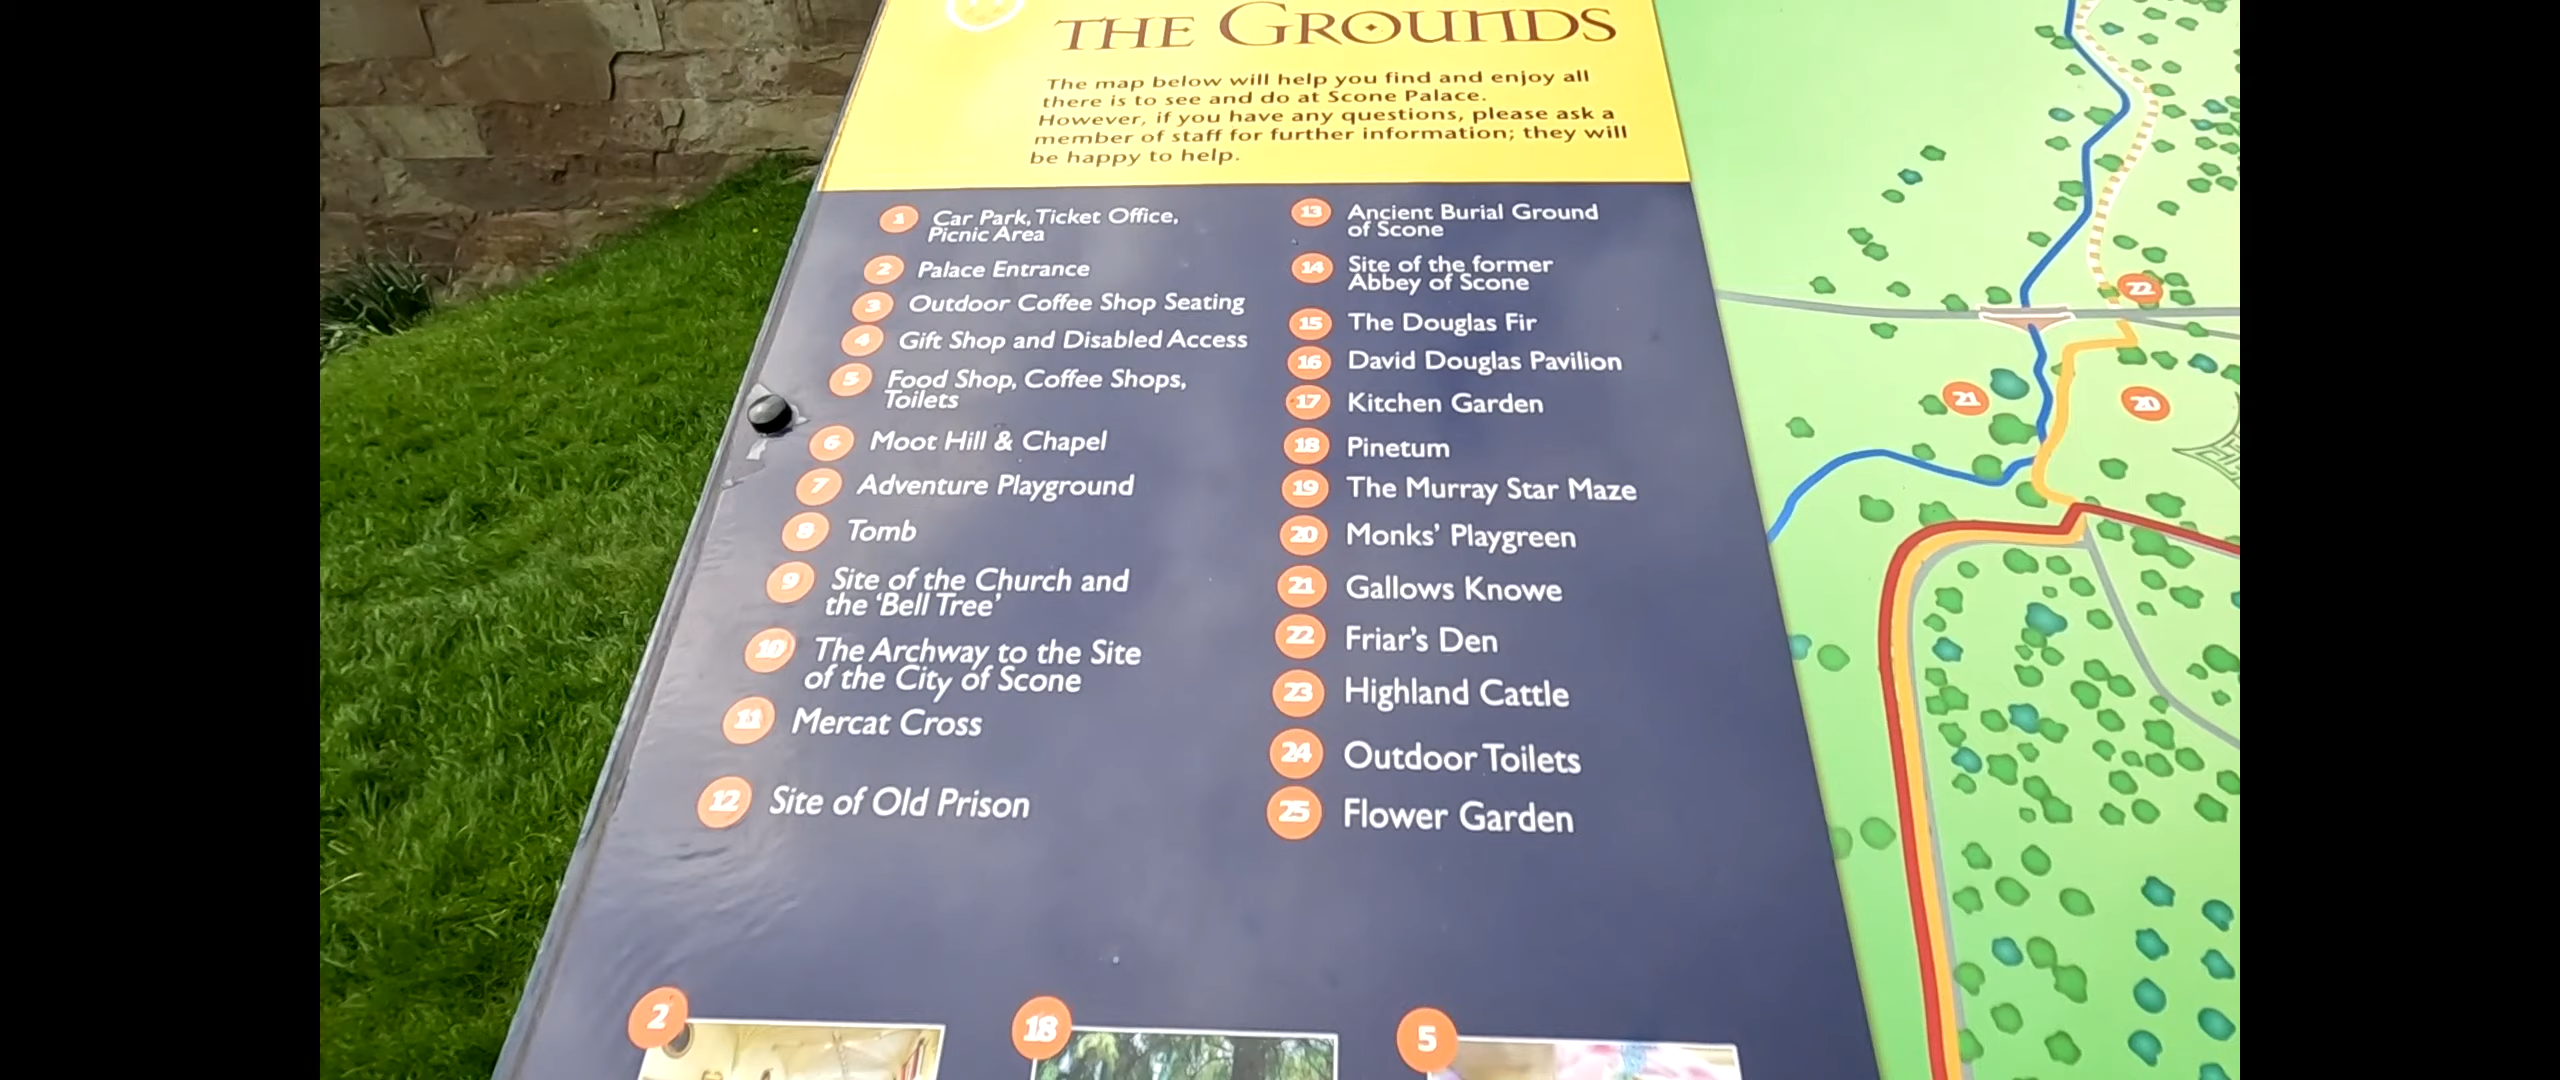 THE GROUNDS
The map below will help you find and enjoy all
there is to see and do at Scone Palace.
However, if you have any questions, please ask a
member of staff for further information; they will
be happy to help.
1 Car Park, Ticket Office,
Picnic Area
2 Palace Entrance
3 Outdoor Coffee Shop Seating
4 Gift Shop and Disabled Access
5 Food Shop, Coffee Shops,
Toilets
6 Moot Hill & Chapel
7 Adventure Playground
8 Tomb
9 Site of the Church and
the ‘Bell Tree’
10 The Archway to the Site
of the City of Scone
11 Mercat Cross
12 Site of Old Prison
13 Ancient Burial Ground
of Scone
14 Site of the former
Abbey of Scone
15 The Douglas Fir
16 David Douglas Pavilion
17 Kitchen Garden
18 Pinetum
19 The Murray Star Maze
20 Monks’ Playgreen
21 Gallows Knowe
22 Friar’s Den
23 Highland Cattle
24 Outdoor Toilets
25 Flower Garden
2
18
5
22
21
20